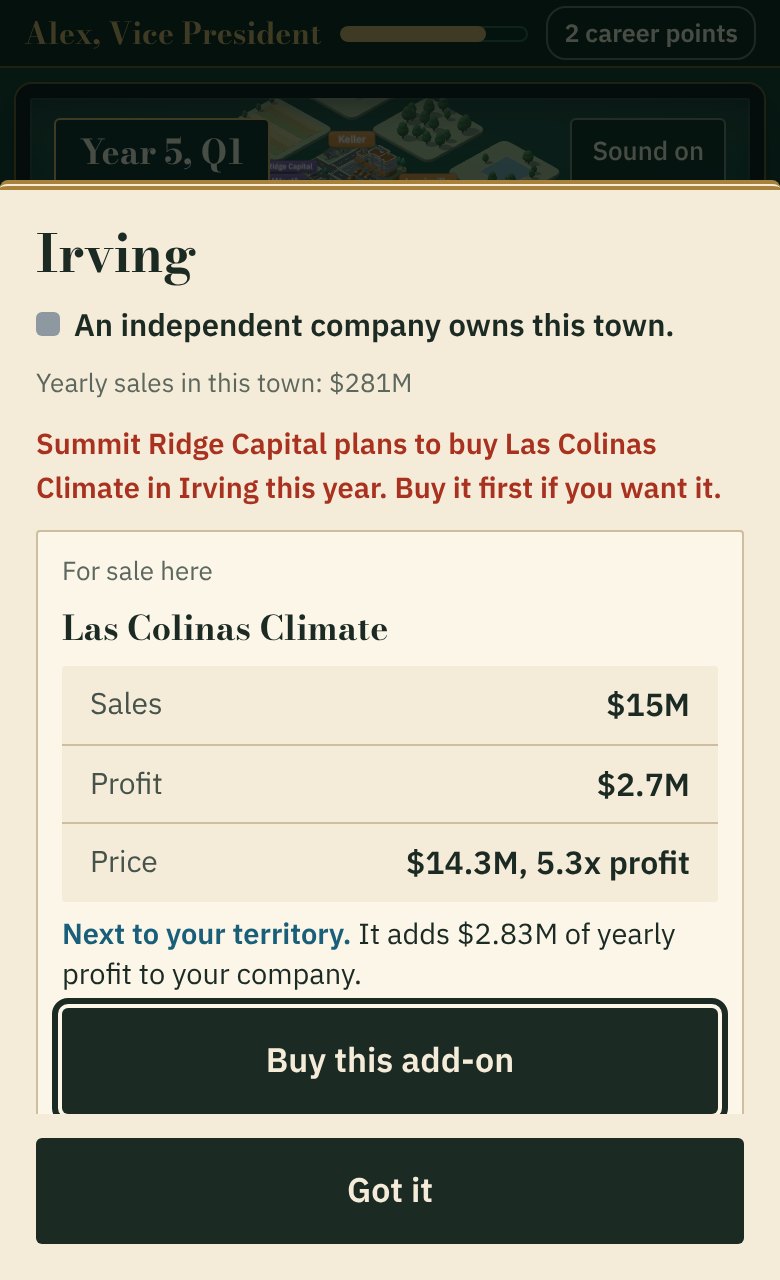 Alex, Vice President
2 career points
Year 5, Q1
Keller
Ridge Capital
Sound on
Irving
An independent company owns this town.
Yearly sales in this town: $281M
Summit Ridge Capital plans to buy Las Colinas
Climate in Irving this year. Buy it first if you want it.
For sale here
Las Colinas Climate
Sales
$15M
Profit
$2.7M
Price
$14.3M, 5.3x profit
Next to your territory. It adds $2.83M of yearly
profit to your company.
Buy this add-on
Got it